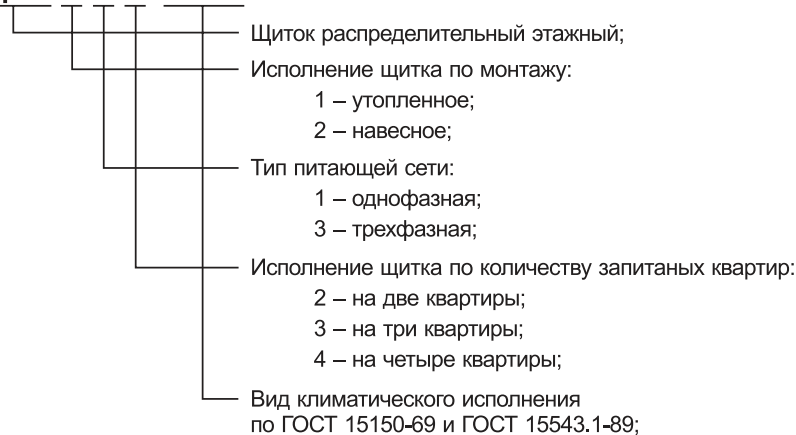 Щиток распределительный этажный;
Исполнение щитка по монтажу:
1 – утопленное;
2 – навесное;
Тип питающей сети:
1 – однофазная;
3 – трехфазная;
Исполнение щитка по количеству запитаных квартир:
2 – на две квартиры;
3 – на три квартиры;
4 – на четыре квартиры;
Вид климатического исполнения
по ГОСТ 15150-69 и ГОСТ 15543.1-89;